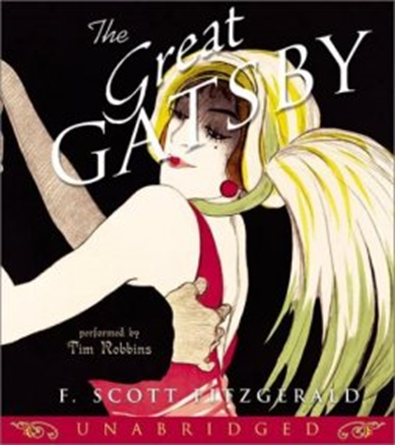 The
Great
GATSBY
performed by
Tim Robbins
F. SCOTT FITZGERALD
UNABRIDGED